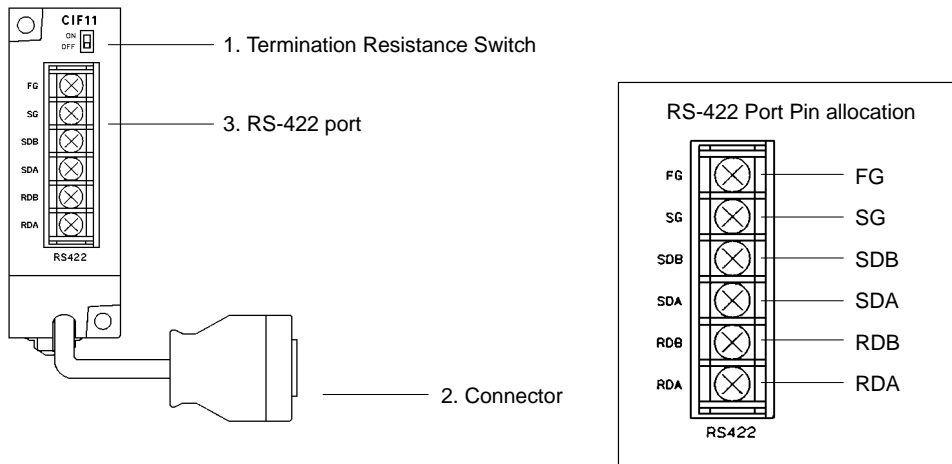 CIF11
ON
OFF
1. Termination Resistance Switch
FG
SG
SDB
SDA
RDB
RDA
RS422
3. RS-422 port
2. Connector
RS-422 Port Pin allocation
FG FG
SG SG
SDB SDB
SDA SDA
RDB RDB
RDA RDA
RS422